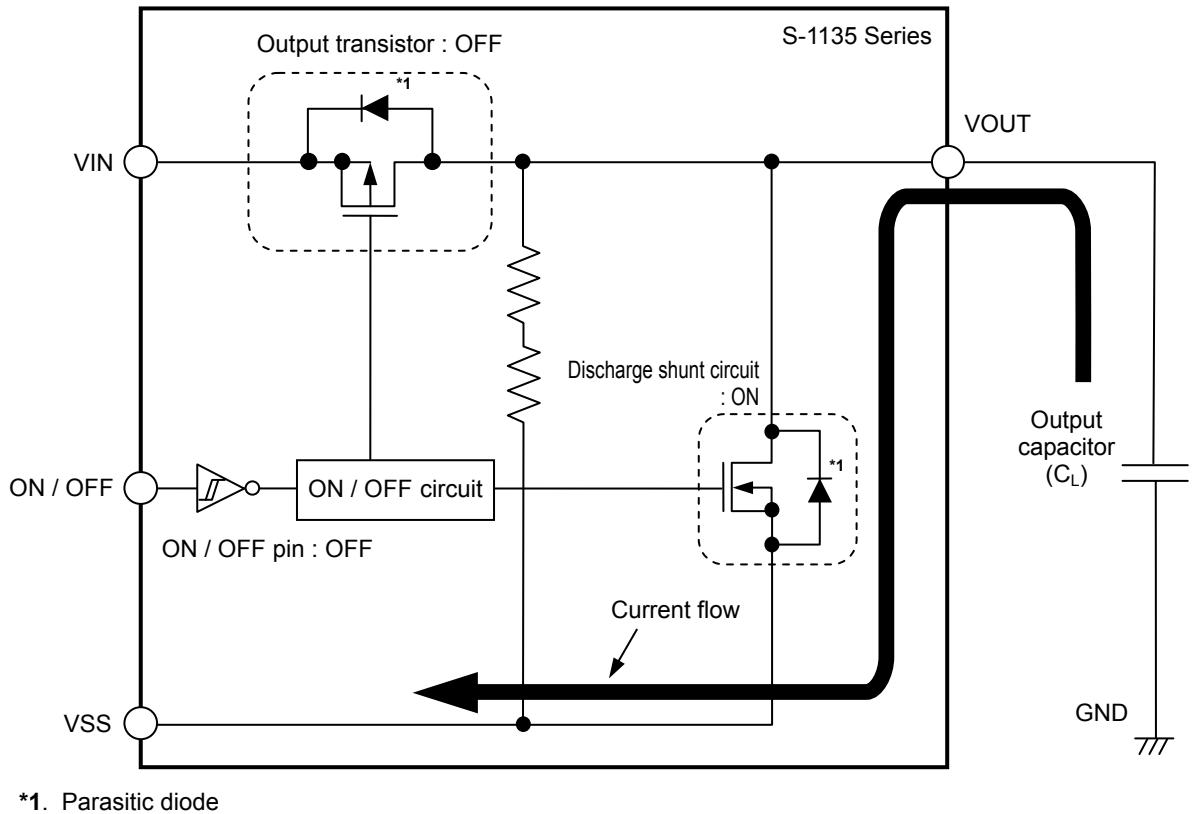 S-1135 Series
Output transistor : OFF
*1
VOUT
VIN
Discharge shunt circuit
: ON
*1
Output
capacitor
(CL)
ON / OFF
ON / OFF circuit
ON / OFF pin : OFF
Current flow
VSS
GND
*1. Parasitic diode